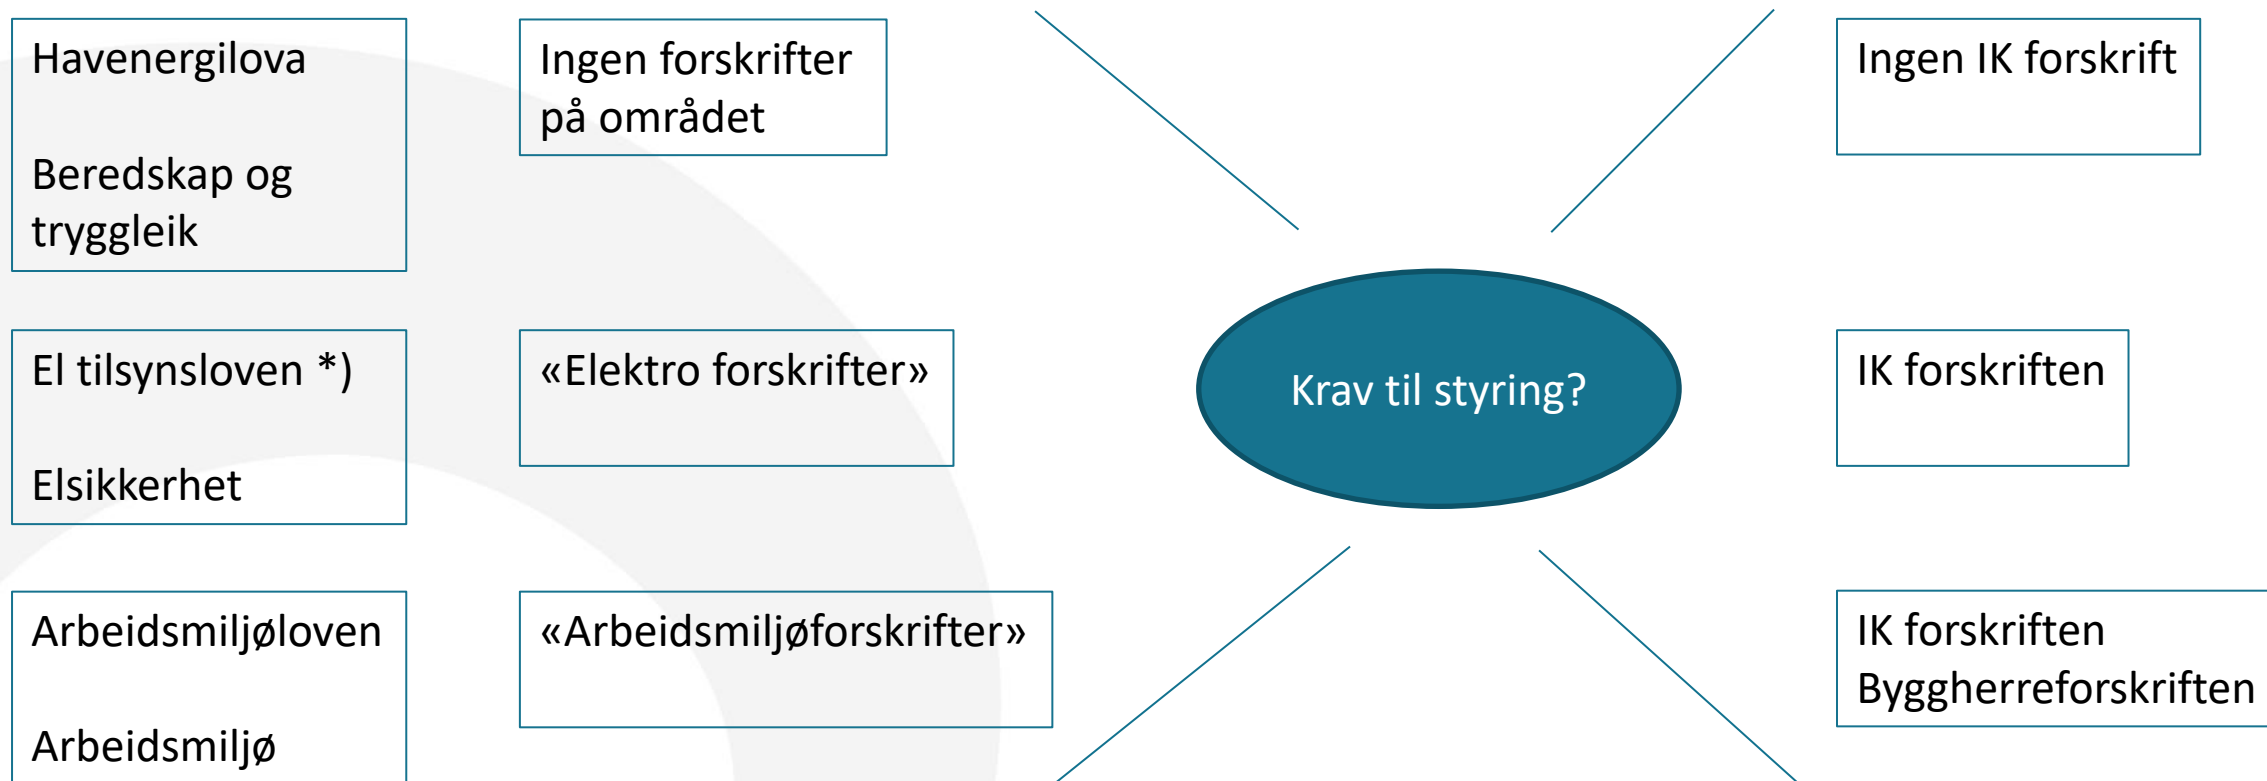 Havenergilova
Beredskap og
tryggleik
Ingen forskrifter
på området
Ingen IK forskrift
El tilsynsloven *)
Elsikkerhet
«Elektro forskrifter»
Krav til styring?
IK forskriften
Arbeidsmiljøloven
Arbeidsmiljø
«Arbeidsmiljøforskrifter»
IK forskriften
Byggherreforskriften